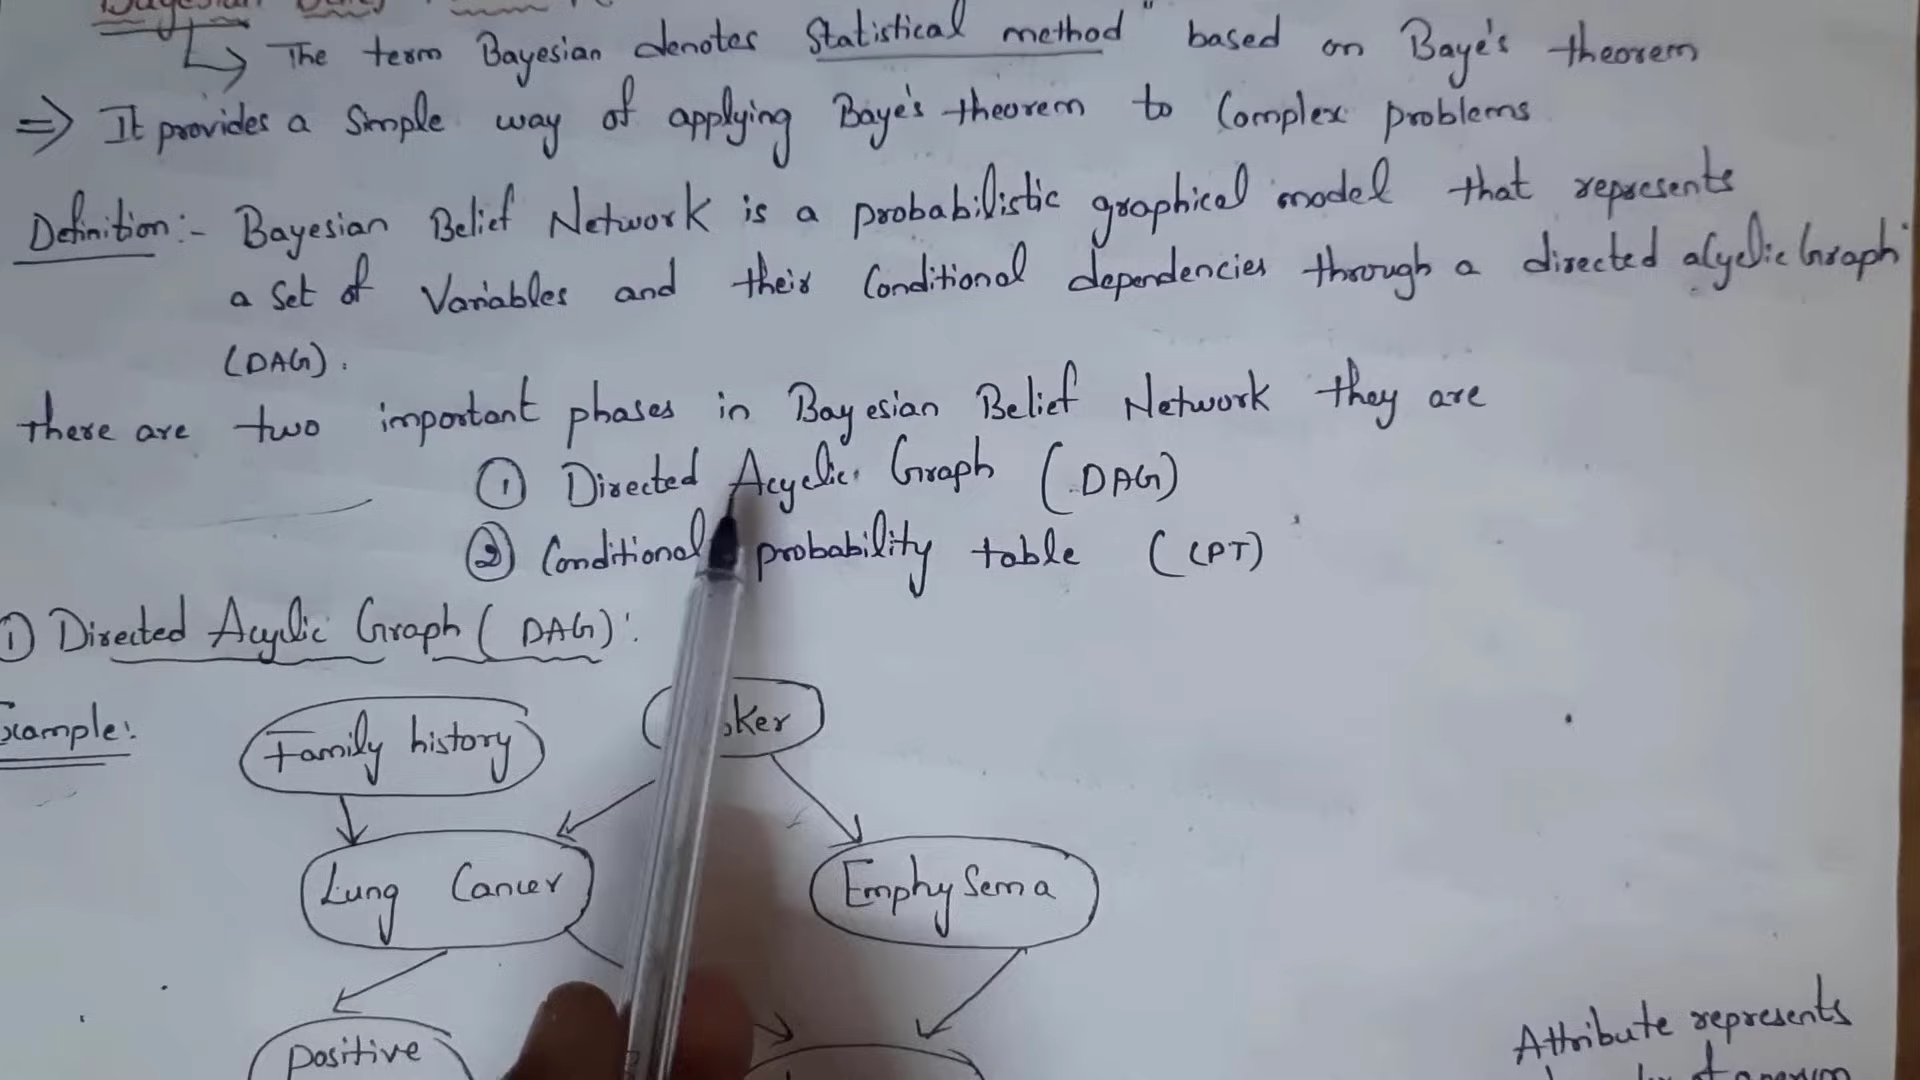 Bayesian Belief
↳ The term Bayesian denotes Statistical method" based on Baye's theorem
⇒ It provides a Simple way of applying Baye's theorem to Complex problems
Definition:- Bayesian Belief Network is a probabilistic graphical model that represents
a Set of Variables and their Conditional dependencies through a directed aCyclic Graph
(DAG).
there are two important phases in Bayesian Belief Network they are
① Directed Acyclic Graph (DAG)
② Conditional probability table (CPT)
① Directed Acyclic Graph (DAG):
Example:
Family history
Lung Cancer
Emphysema
positive
Attribute represents